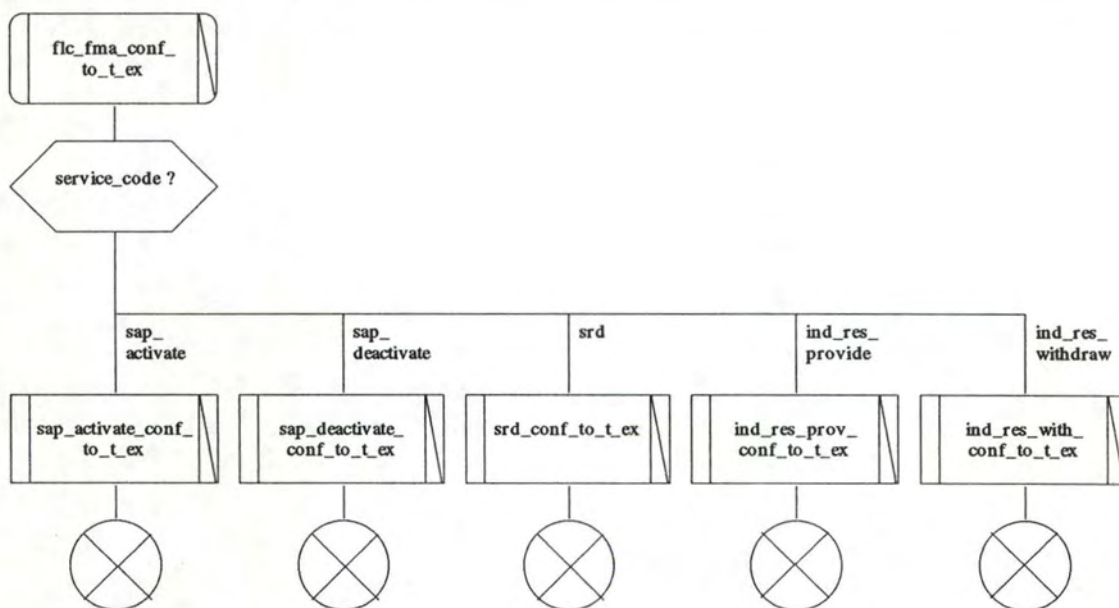 flc_fma_conf_
to_t_ex
service_code ?
sap_
activate
sap_
deactivate
srd
ind_res_
provide
ind_res_
withdraw
sap_activate_conf_
to_t_ex
sap_deactivate_
conf_to_t_ex
srd_conf_to_t_ex
ind_res_prov_
conf_to_t_ex
ind_res_with_
conf_to_t_ex